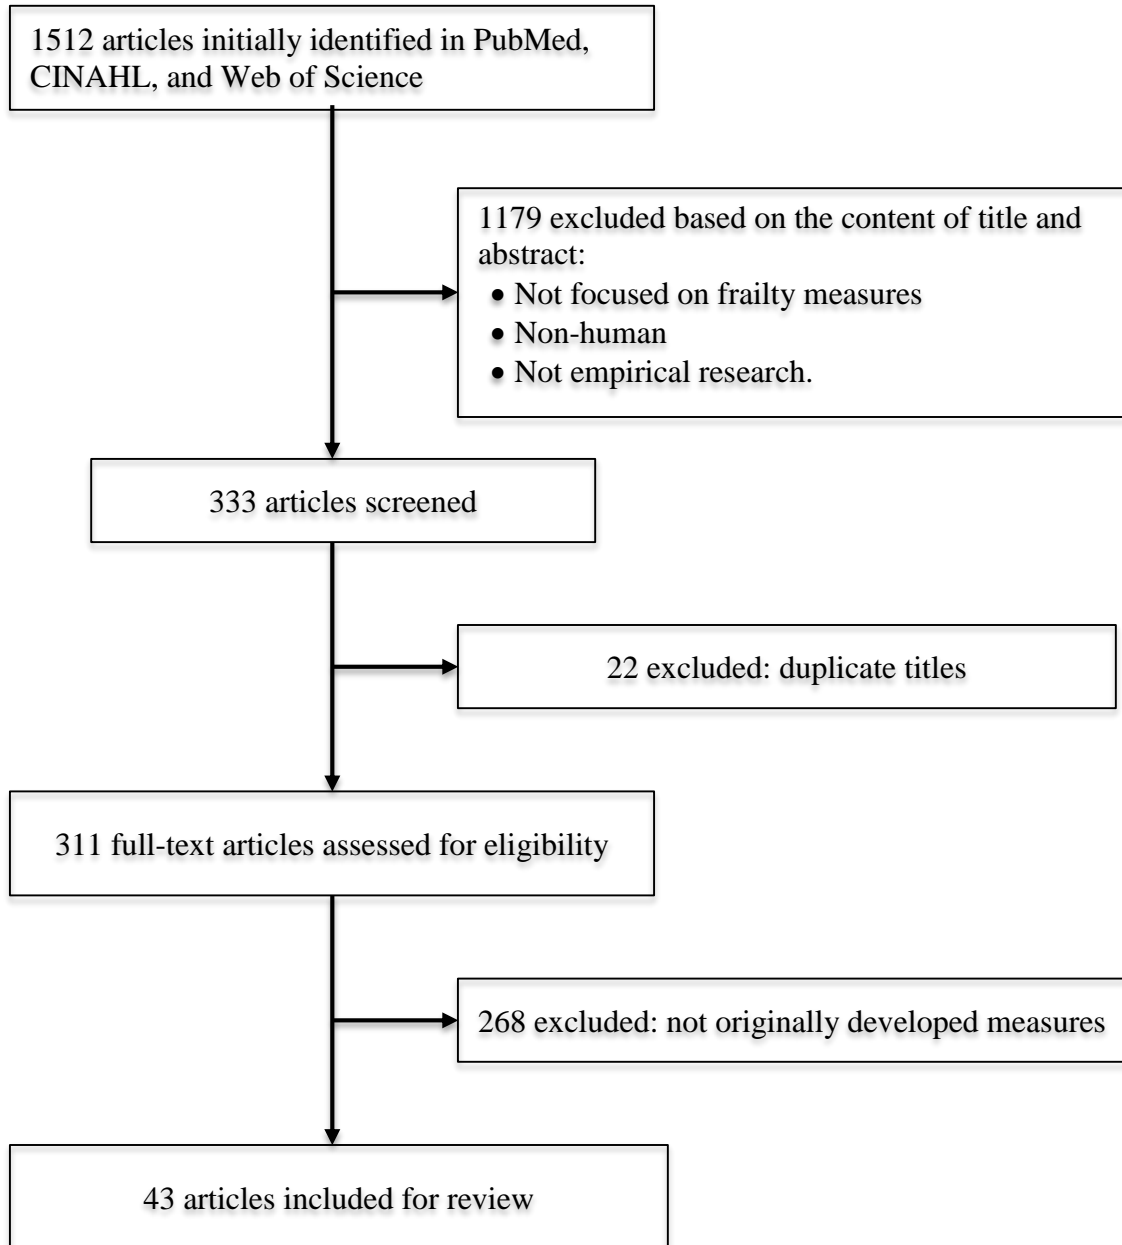 1512 articles initially identified in PubMed,
CINAHL, and Web of Science
1179 excluded based on the content of title and
abstract:
• Not focused on frailty measures
• Non-human
• Not empirical research.
333 articles screened
22 excluded: duplicate titles
311 full-text articles assessed for eligibility
268 excluded: not originally developed measures
43 articles included for review